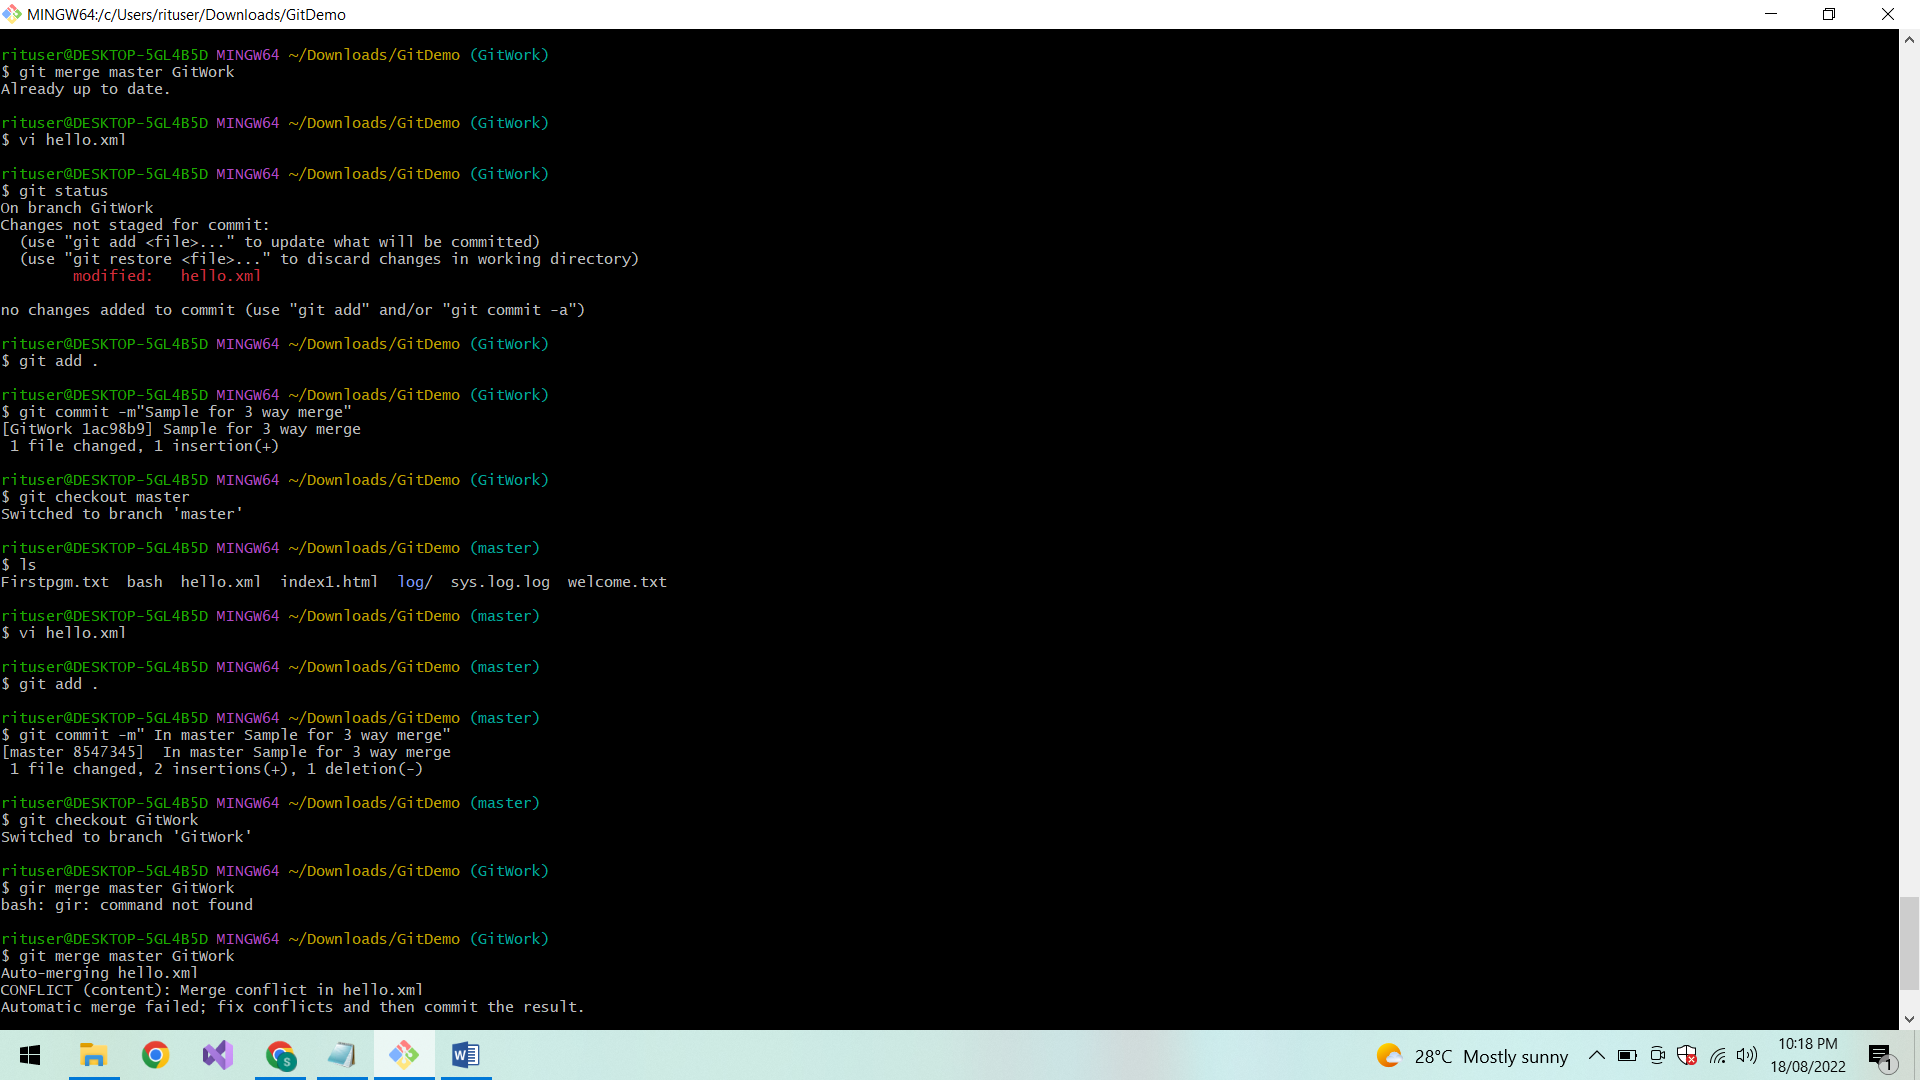 MINGW64:/c/Users/rituser/Downloads/GitDemo
rituser@DESKTOP-5GL4B5D MINGW64 ~/Downloads/GitDemo (GitWork)
$ git merge master GitWork
Already up to date.
rituser@DESKTOP-5GL4B5D MINGW64 ~/Downloads/GitDemo (GitWork)
$ vi hello.xml
rituser@DESKTOP-5GL4B5D MINGW64 ~/Downloads/GitDemo (GitWork)
$ git status
On branch GitWork
Changes not staged for commit:
  (use "git add <file>..." to update what will be committed)
  (use "git restore <file>..." to discard changes in working directory)
        modified:   hello.xml
no changes added to commit (use "git add" and/or "git commit -a")
rituser@DESKTOP-5GL4B5D MINGW64 ~/Downloads/GitDemo (GitWork)
$ git add .
rituser@DESKTOP-5GL4B5D MINGW64 ~/Downloads/GitDemo (GitWork)
$ git commit -m"Sample for 3 way merge"
[GitWork 1ac98b9] Sample for 3 way merge
 1 file changed, 1 insertion(+)
rituser@DESKTOP-5GL4B5D MINGW64 ~/Downloads/GitDemo (GitWork)
$ git checkout master
Switched to branch 'master'
rituser@DESKTOP-5GL4B5D MINGW64 ~/Downloads/GitDemo (master)
$ ls
Firstpgm.txt  bash  hello.xml  index1.html  log/  sys.log.log  welcome.txt
rituser@DESKTOP-5GL4B5D MINGW64 ~/Downloads/GitDemo (master)
$ vi hello.xml
rituser@DESKTOP-5GL4B5D MINGW64 ~/Downloads/GitDemo (master)
$ git add .
rituser@DESKTOP-5GL4B5D MINGW64 ~/Downloads/GitDemo (master)
$ git commit -m" In master Sample for 3 way merge"
[master 8547345]  In master Sample for 3 way merge
 1 file changed, 2 insertions(+), 1 deletion(-)
rituser@DESKTOP-5GL4B5D MINGW64 ~/Downloads/GitDemo (master)
$ git checkout GitWork
Switched to branch 'GitWork'
rituser@DESKTOP-5GL4B5D MINGW64 ~/Downloads/GitDemo (GitWork)
$ gir merge master GitWork
bash: gir: command not found
rituser@DESKTOP-5GL4B5D MINGW64 ~/Downloads/GitDemo (GitWork)
$ git merge master GitWork
Auto-merging hello.xml
CONFLICT (content): Merge conflict in hello.xml
Automatic merge failed; fix conflicts and then commit the result.
S
W
28°C Mostly sunny
10:18 PM
18/08/2022
1